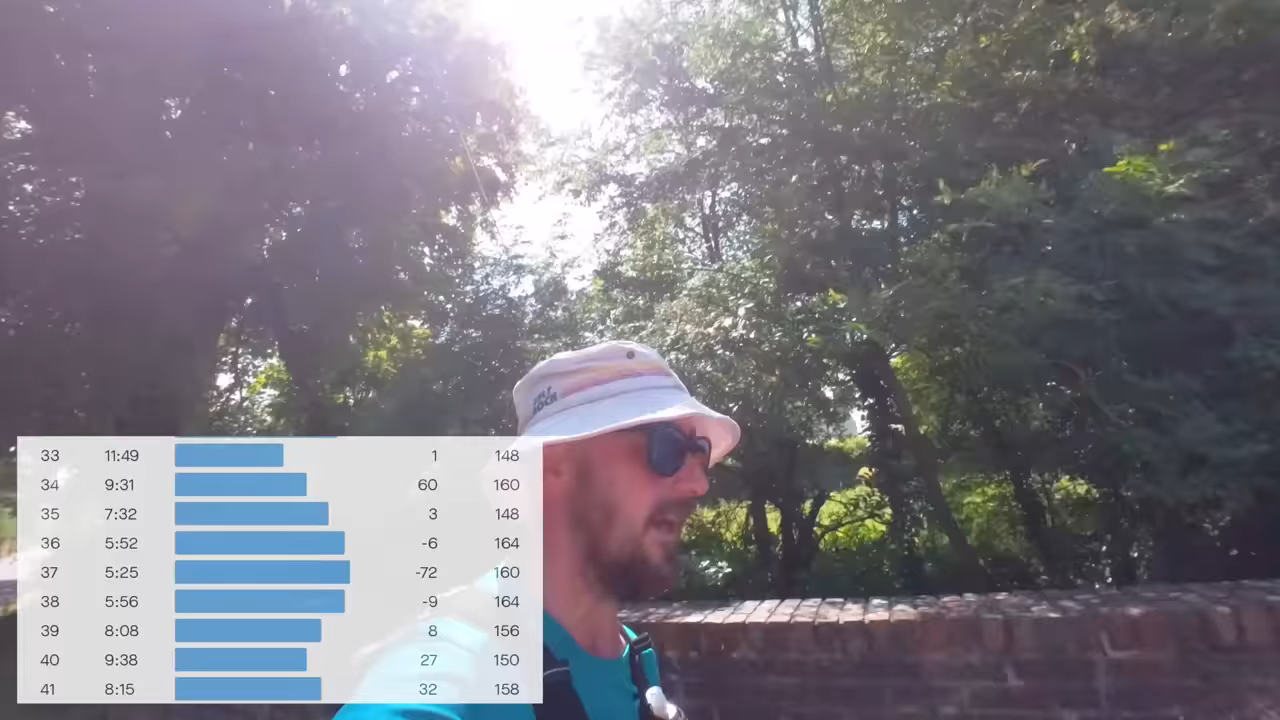 33 11:49 1 148
34 9:31 60 160
35 7:32 3 148
36 5:52 -6 164
37 5:25 -72 160
38 5:56 -9 164
39 8:08 8 156
40 9:38 27 150
41 8:15 32 158